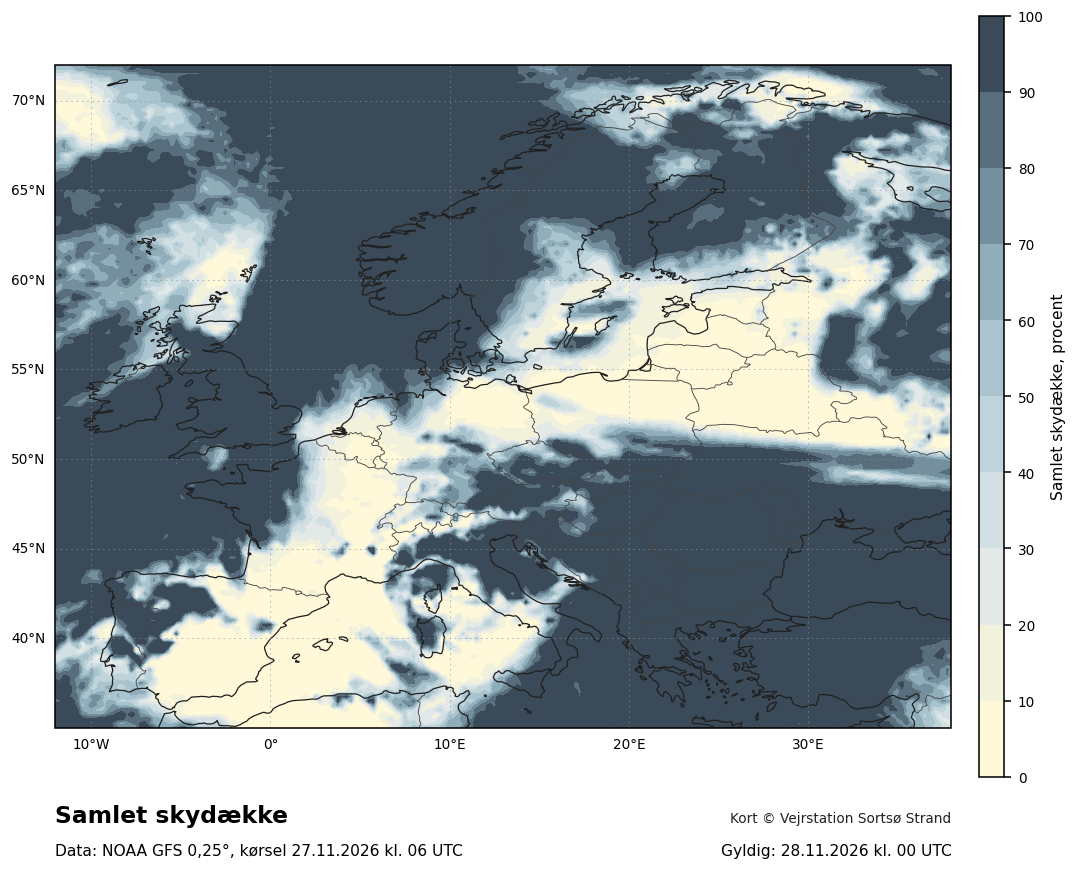 70°N
65°N
60°N
55°N
50°N
45°N
40°N
10°W
0°
10°E
20°E
30°E
100
90
80
70
60
50
40
30
20
10
0
Samlet skydække, procent
Samlet skydække
Kort © Vejrstation Sortsø Strand
Data: NOAA GFS 0,25°, kørsel 27.11.2026 kl. 06 UTC
Gyldig: 28.11.2026 kl. 00 UTC